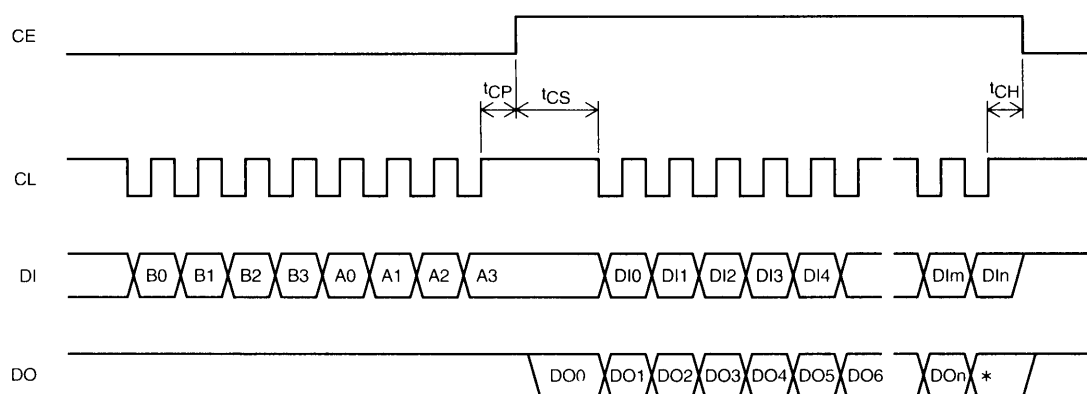 CE
tCP tCS tCH
CL
DI B0 B1 B2 B3 A0 A1 A2 A3 DI0 DI1 DI2 DI3 DI4 DIm DIn
DO DO0 DO1 DO2 DO3 DO4 DO5 DO6 DOn *